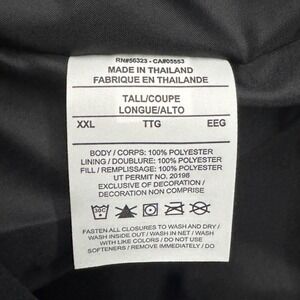 RN#56323 - CA#05553
MADE IN THAILAND
FABRIQUE EN THAILANDE
TALL/COUPE
LONGUE/ALTO
XXL TTG EEG
BODY / CORPS: 100% POLYESTER
LINING / DOUBLURE: 100% POLYESTER
FILL / REMPLISSAGE: 100% POLYESTER
UT PERMIT NO. 20198
EXCLUSIVE OF DECORATION /
DECORATION NON COMPRISE
FASTEN ALL CLOSURES TO WASH AND DRY /
WASH INSIDE OUT / WASH IN NET / WASH
WITH LIKE COLORS / DO NOT USE
SOFTENERS / REMOVE IMMEDIATELY / DO